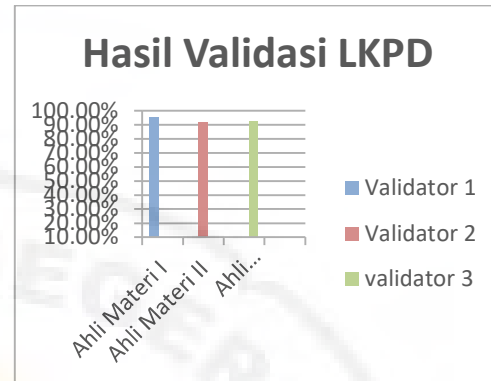 Hasil Validasi LKPD
100.00%
90.00%
80.00%
70.00%
60.00%
50.00%
40.00%
30.00%
20.00%
10.00%
Ahli Materi I
Ahli Materi II
Ahli...
Validator 1
Validator 2
validator 3